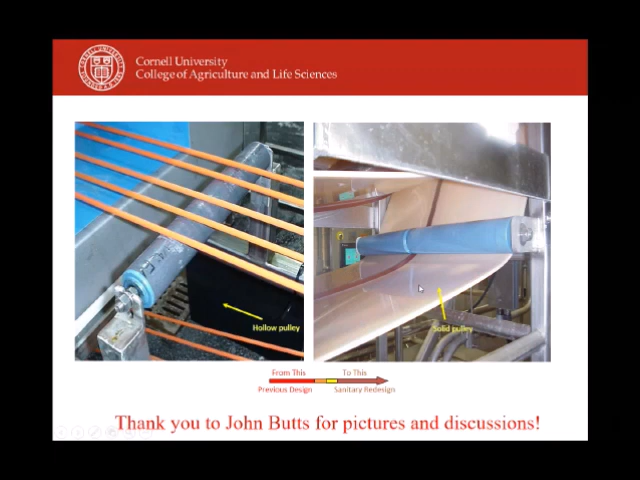 Cornell University
College of Agriculture and Life Sciences
Hollow pulley
Solid pulley
From This
To This
Previous Design
Sanitary Redesign
Thank you to John Butts for pictures and discussions!